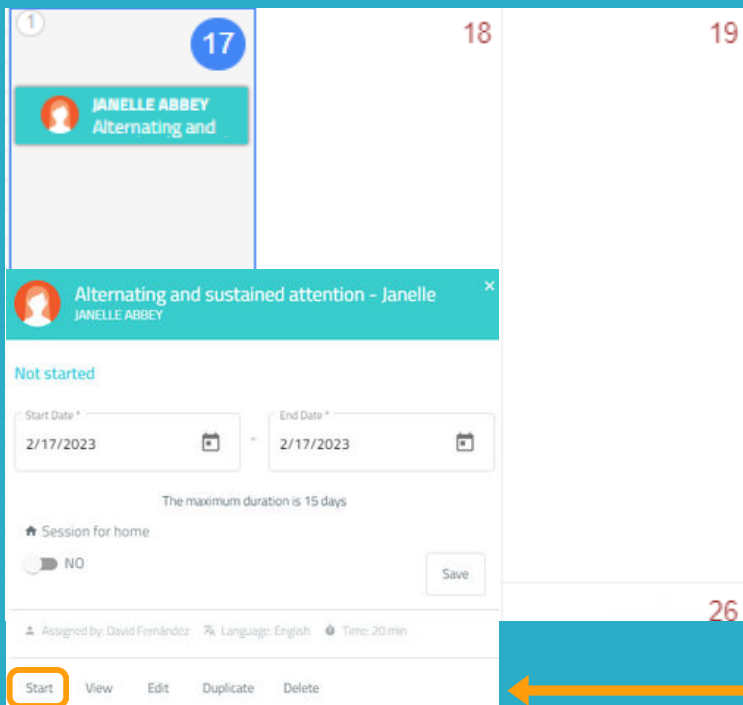 1
17
18
19
JANELLE ABBEY
Alternating and
Alternating and sustained attention - Janelle
×
JANELLE ABBEY
Not started
Start Date *
End Date *
2/17/2023
-
2/17/2023
The maximum duration is 15 days
Session for home
NO
Save
26
Assigned by: David Fernández Language: English Time: 20 min
Start View Edit Duplicate Delete